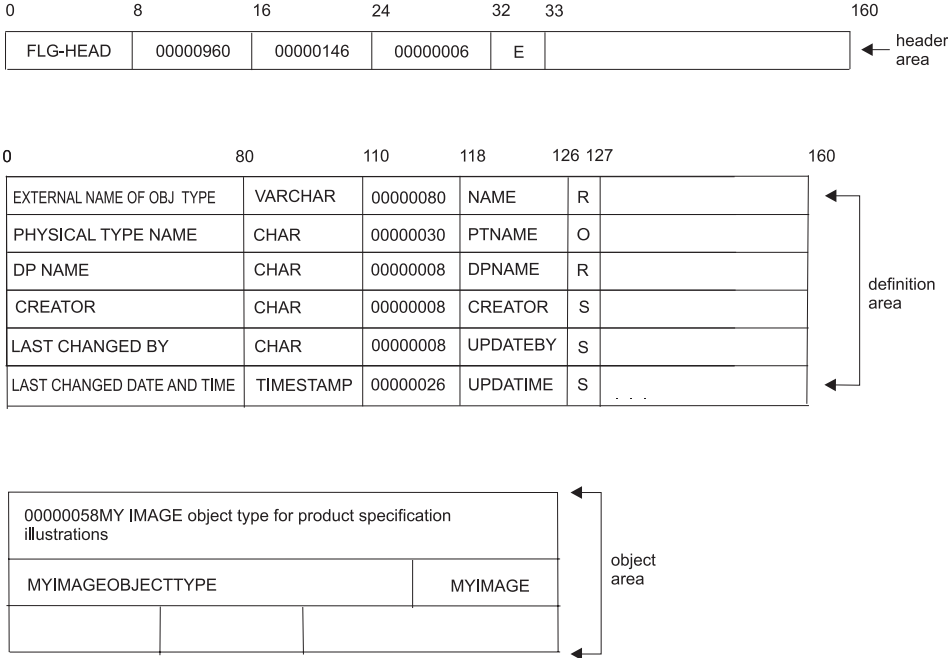 0 8 16 24 32 33 160
FLG-HEAD 00000960 00000146 00000006 E
header
area
0 80 110 118 126 127 160
EXTERNAL NAME OF OBJ TYPE VARCHAR 00000080 NAME R
PHYSICAL TYPE NAME CHAR 00000030 PTNAME O
DP NAME CHAR 00000008 DPNAME R
CREATOR CHAR 00000008 CREATOR S
LAST CHANGED BY CHAR 00000008 UPDATEBY S
LAST CHANGED DATE AND TIME TIMESTAMP 00000026 UPDATIME S . . .
definition
area
00000058MY IMAGE object type for product specification
illustrations
MYIMAGEOBJECTTYPE MYIMAGE
object
area